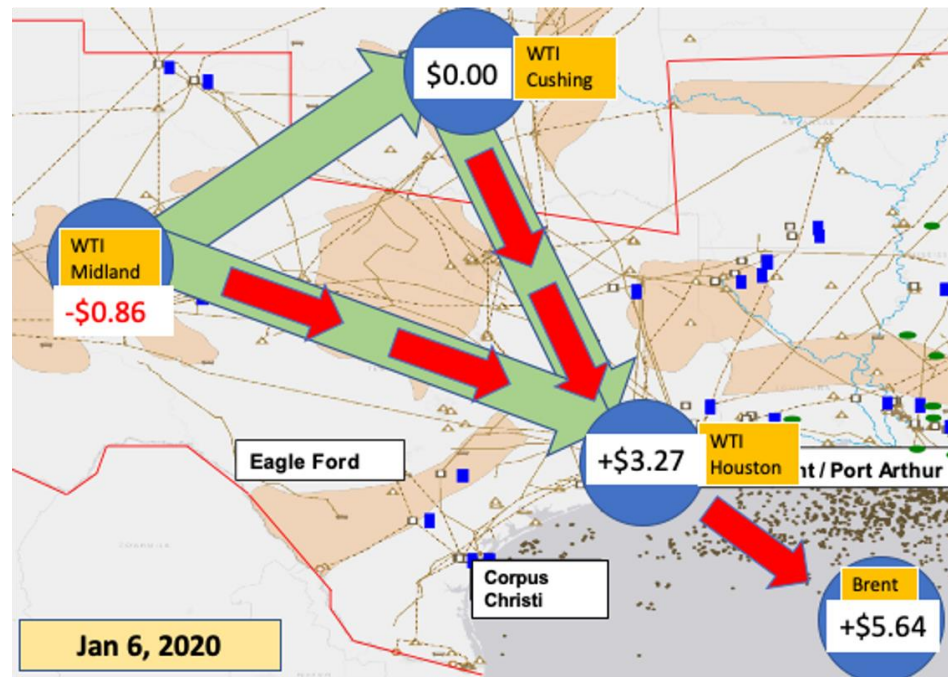 $0.00
WTI
Cushing
WTI
Midland
-$0.86
Eagle Ford
+$3.27
WTI
Houston
nt / Port Arthur
Corpus
Christi
Brent
+$5.64
Jan 6, 2020